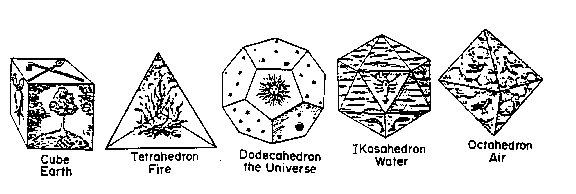 Cube
Earth
Tetrahedron
Fire
Dodecahedron
the Universe
IKosahedron
Water
Octahedron
Air